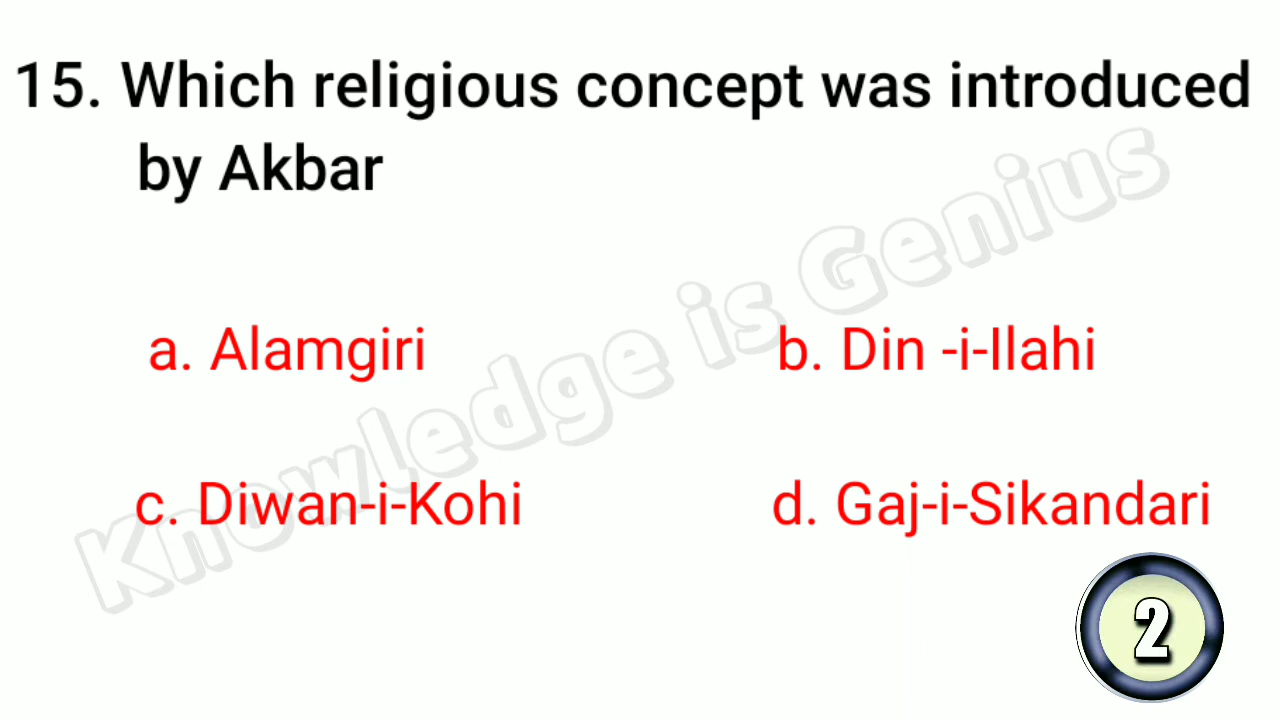 15. Which religious concept was introduced
by Akbar
a. Alamgiri
b. Din -i-Ilahi
c. Diwan-i-Kohi
d. Gaj-i-Sikandari
Knowledge is Genius
2